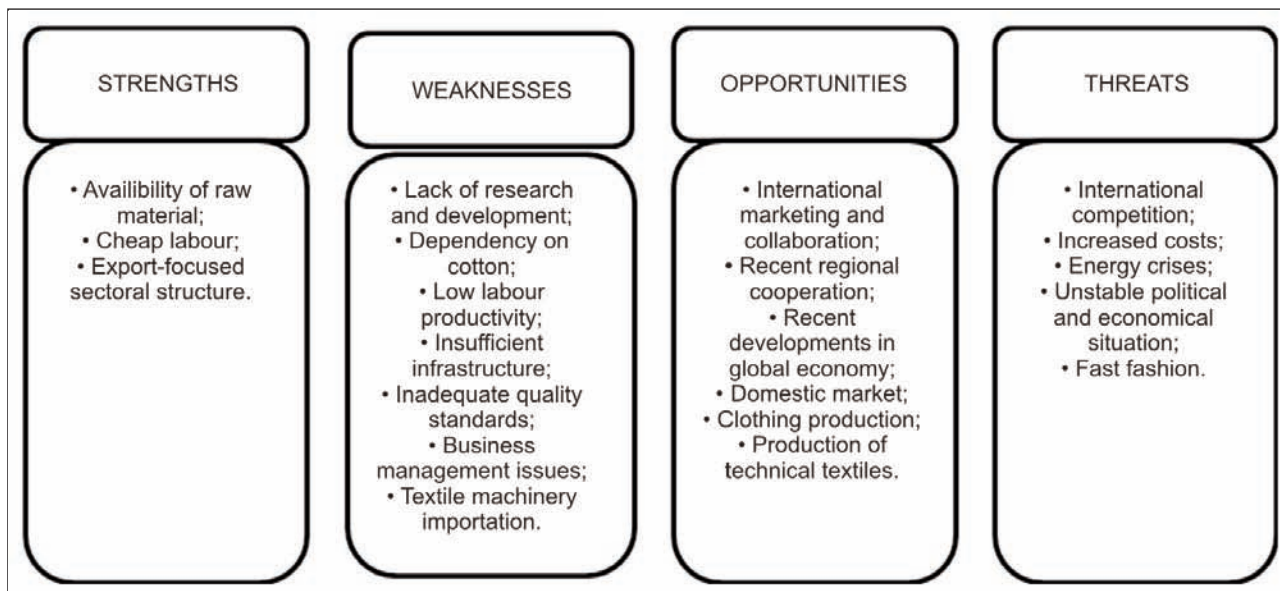 STRENGTHS
• Availibility of raw
material;
• Cheap labour;
• Export-focused
sectoral structure.
WEAKNESSES
• Lack of research
and development;
• Dependency on
cotton;
• Low labour
productivity;
• Insufficient
infrastructure;
• Inadequate quality
standards;
• Business
management issues;
• Textile machinery
importation.
OPPORTUNITIES
• International
marketing and
collaboration;
• Recent regional
cooperation;
• Recent
developments in
global economy;
• Domestic market;
• Clothing production;
• Production of
technical textiles.
THREATS
• International
competition;
• Increased costs;
• Energy crises;
• Unstable political
and economical
situation;
• Fast fashion.